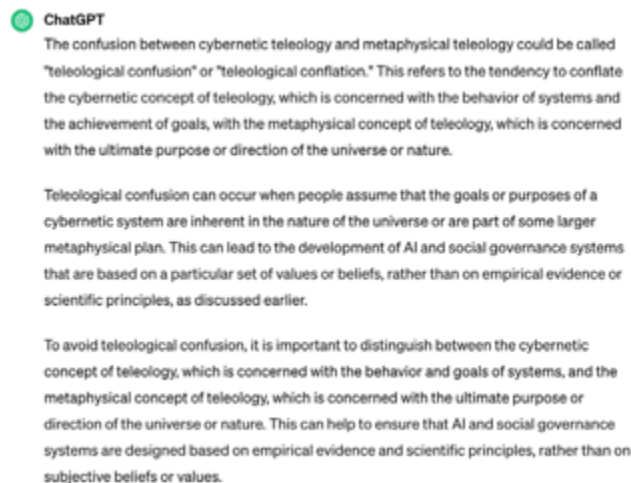 ChatGPT
The confusion between cybernetic teleology and metaphysical teleology could be called
"teleological confusion" or "teleological conflation." This refers to the tendency to conflate
the cybernetic concept of teleology, which is concerned with the behavior of systems and
the achievement of goals, with the metaphysical concept of teleology, which is concerned
with the ultimate purpose or direction of the universe or nature.
Teleological confusion can occur when people assume that the goals or purposes of a
cybernetic system are inherent in the nature of the universe or are part of some larger
metaphysical plan. This can lead to the development of AI and social governance systems
that are based on a particular set of values or beliefs, rather than on empirical evidence or
scientific principles, as discussed earlier.
To avoid teleological confusion, it is important to distinguish between the cybernetic
concept of teleology, which is concerned with the behavior and goals of systems, and the
metaphysical concept of teleology, which is concerned with the ultimate purpose or
direction of the universe or nature. This can help to ensure that AI and social governance
systems are designed based on empirical evidence and scientific principles, rather than on
subjective beliefs or values.